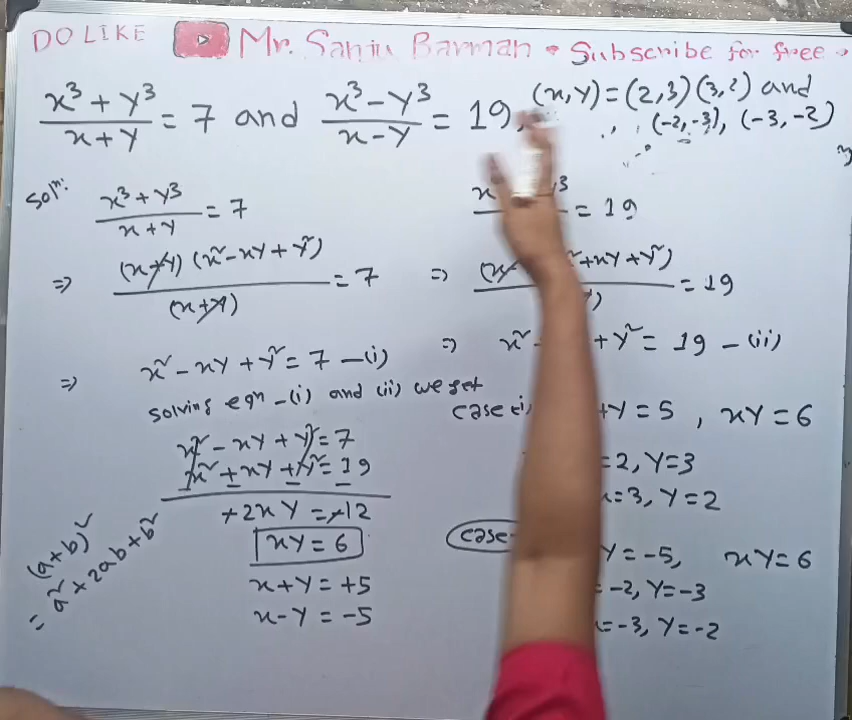 DO LIKE Mr. Sanju Barman • Subscribe for free.
x³ + y³ / x + y = 7 and x³ - y³ / x - y = 19, (x, y) = (2, 3) (3, 2) and
(-2, -3), (-3, -2)
Solⁿ: x³ + y³ / x + y = 7
= 19
=> (x+y) (x² - xy + y²) / (x+y) = 7
=> + xy + y²) = 19
=> x² - xy + y² = 7 - (i)
=> x² + y² = 19 - (ii)
Solving eqⁿ - (i) and (ii) we get
x² - xy + y² = 7
x² + xy + y² = 19
+2xy = +12
xy = 6
x + y = +5
x - y = -5
(a+b)²
= a² + 2ab + b²
case +y = 5, xy = 6
= 2, y = 3
= 3, y = 2
case- y = -5, xy = 6
= -2, y = -3
= -3, y = -2